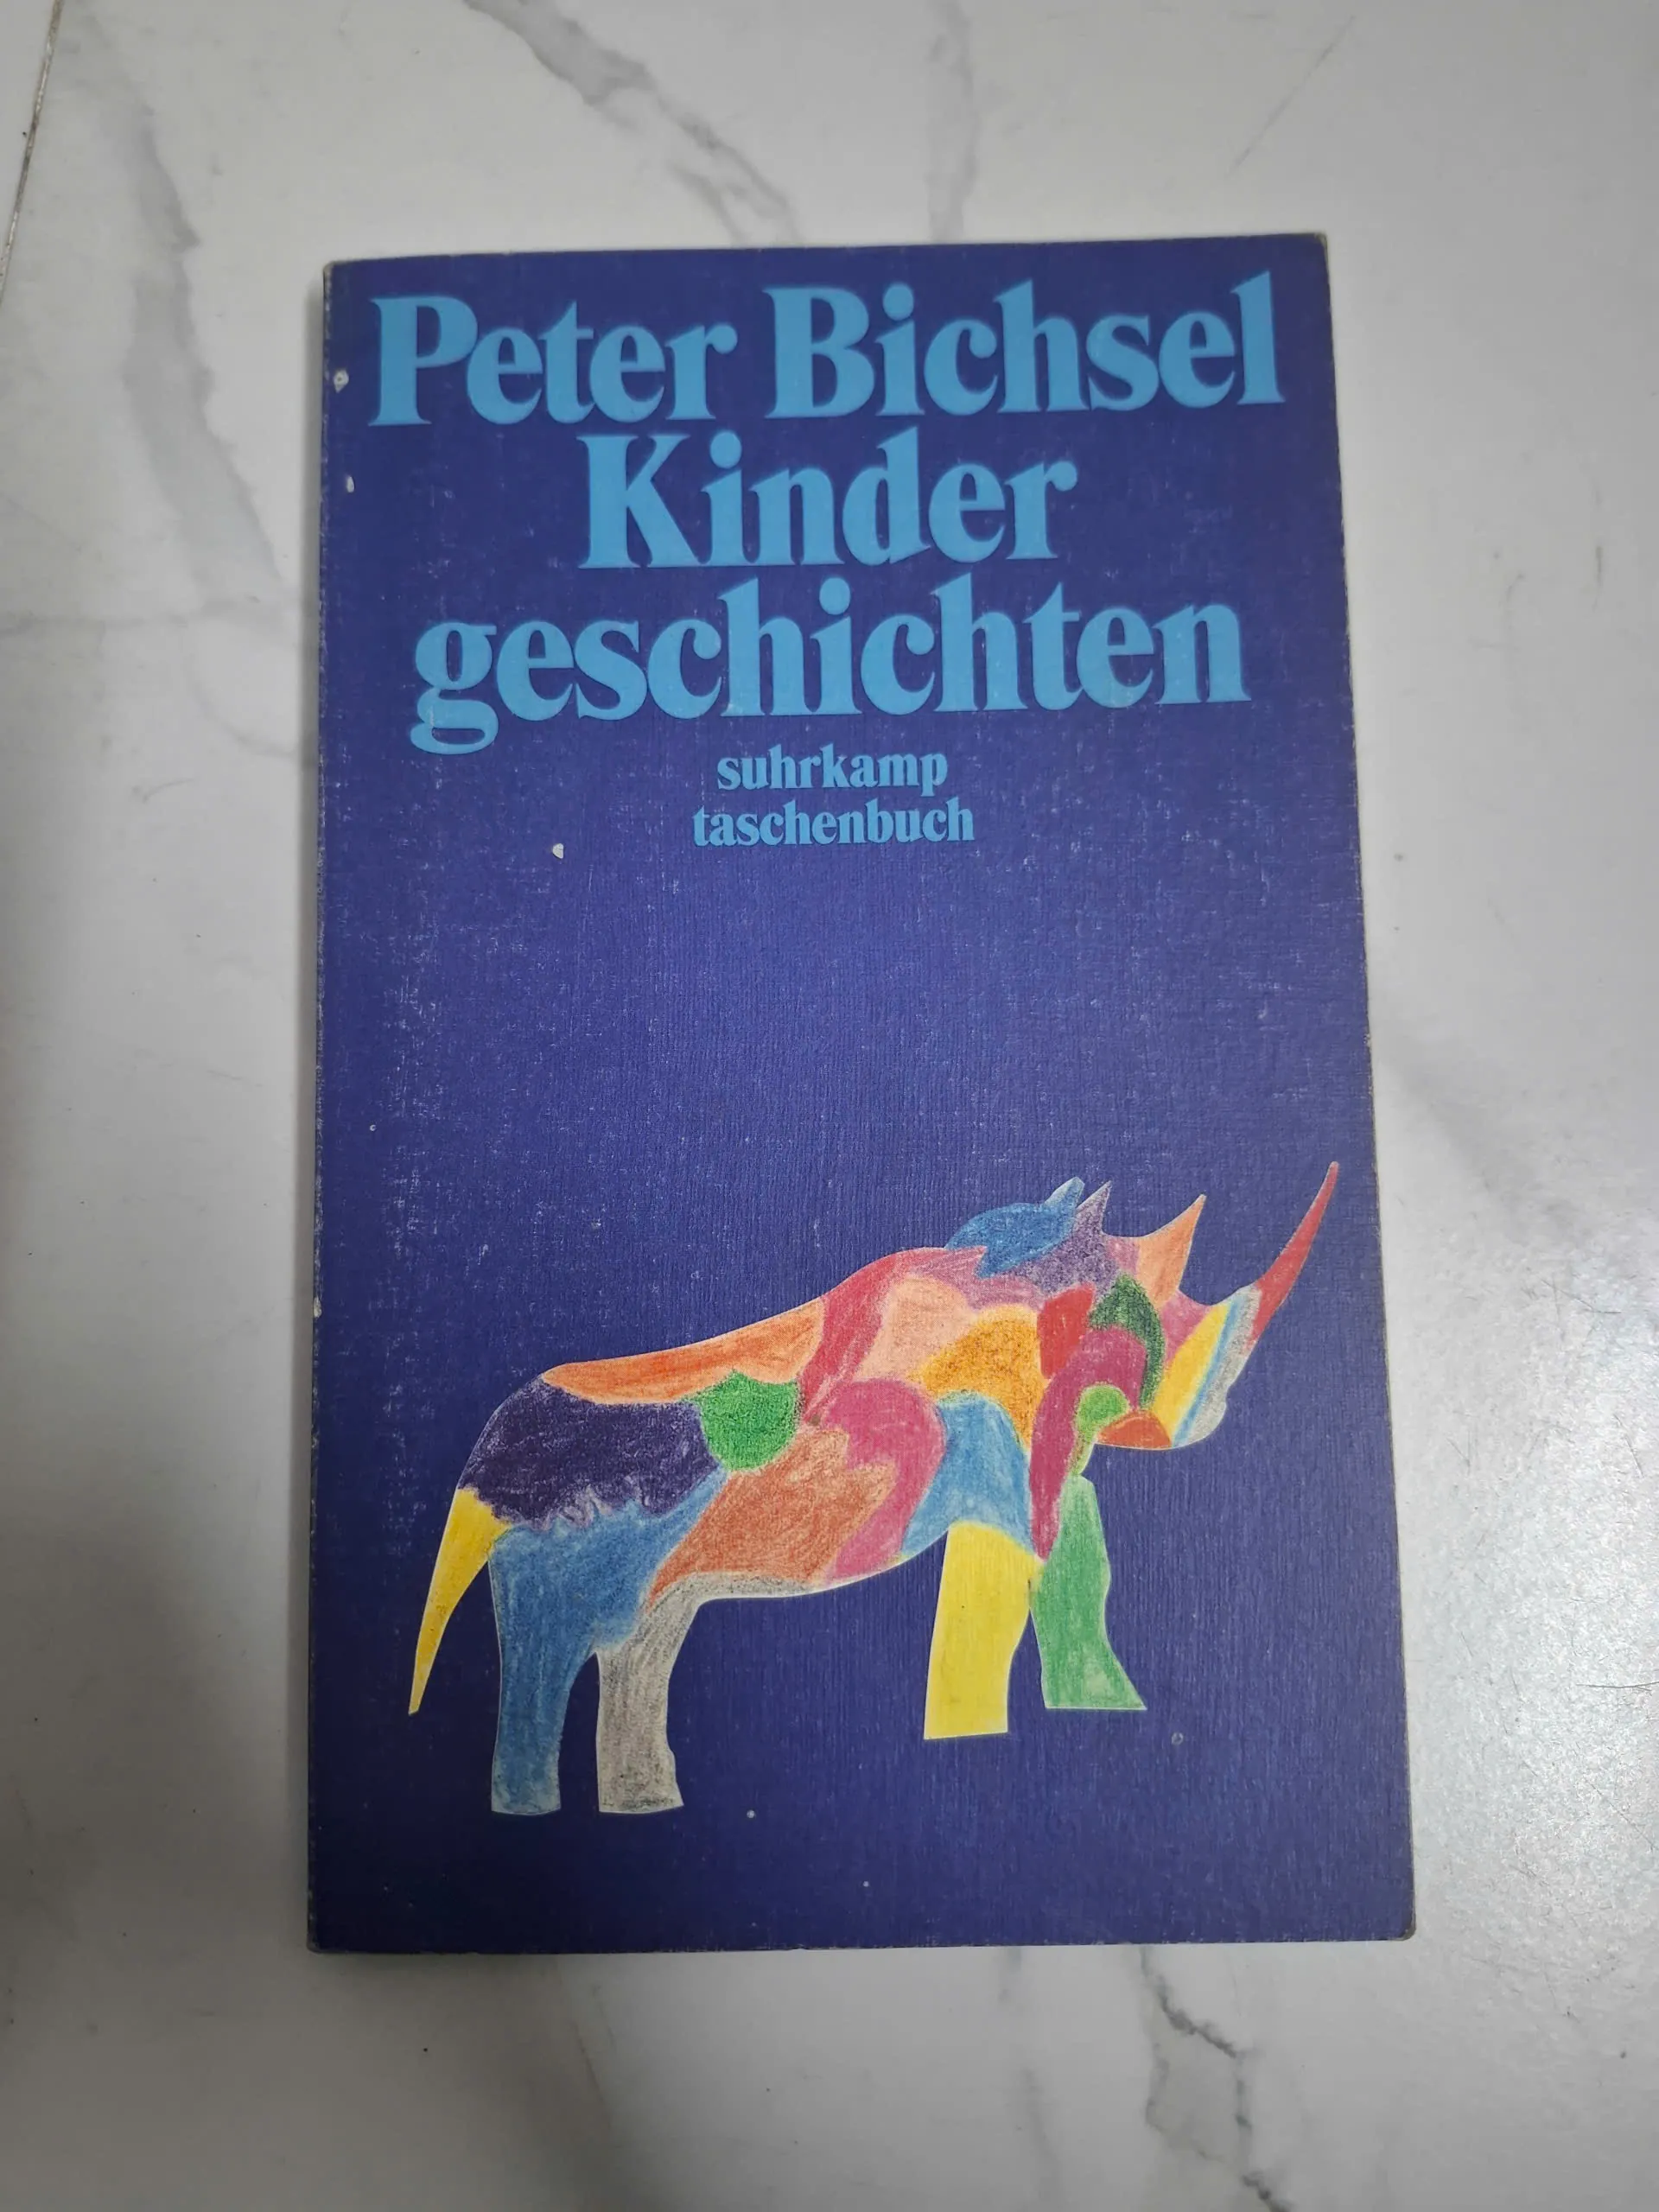 Peter Bichsel
Kinder
geschichten
suhrkamp
taschenbuch